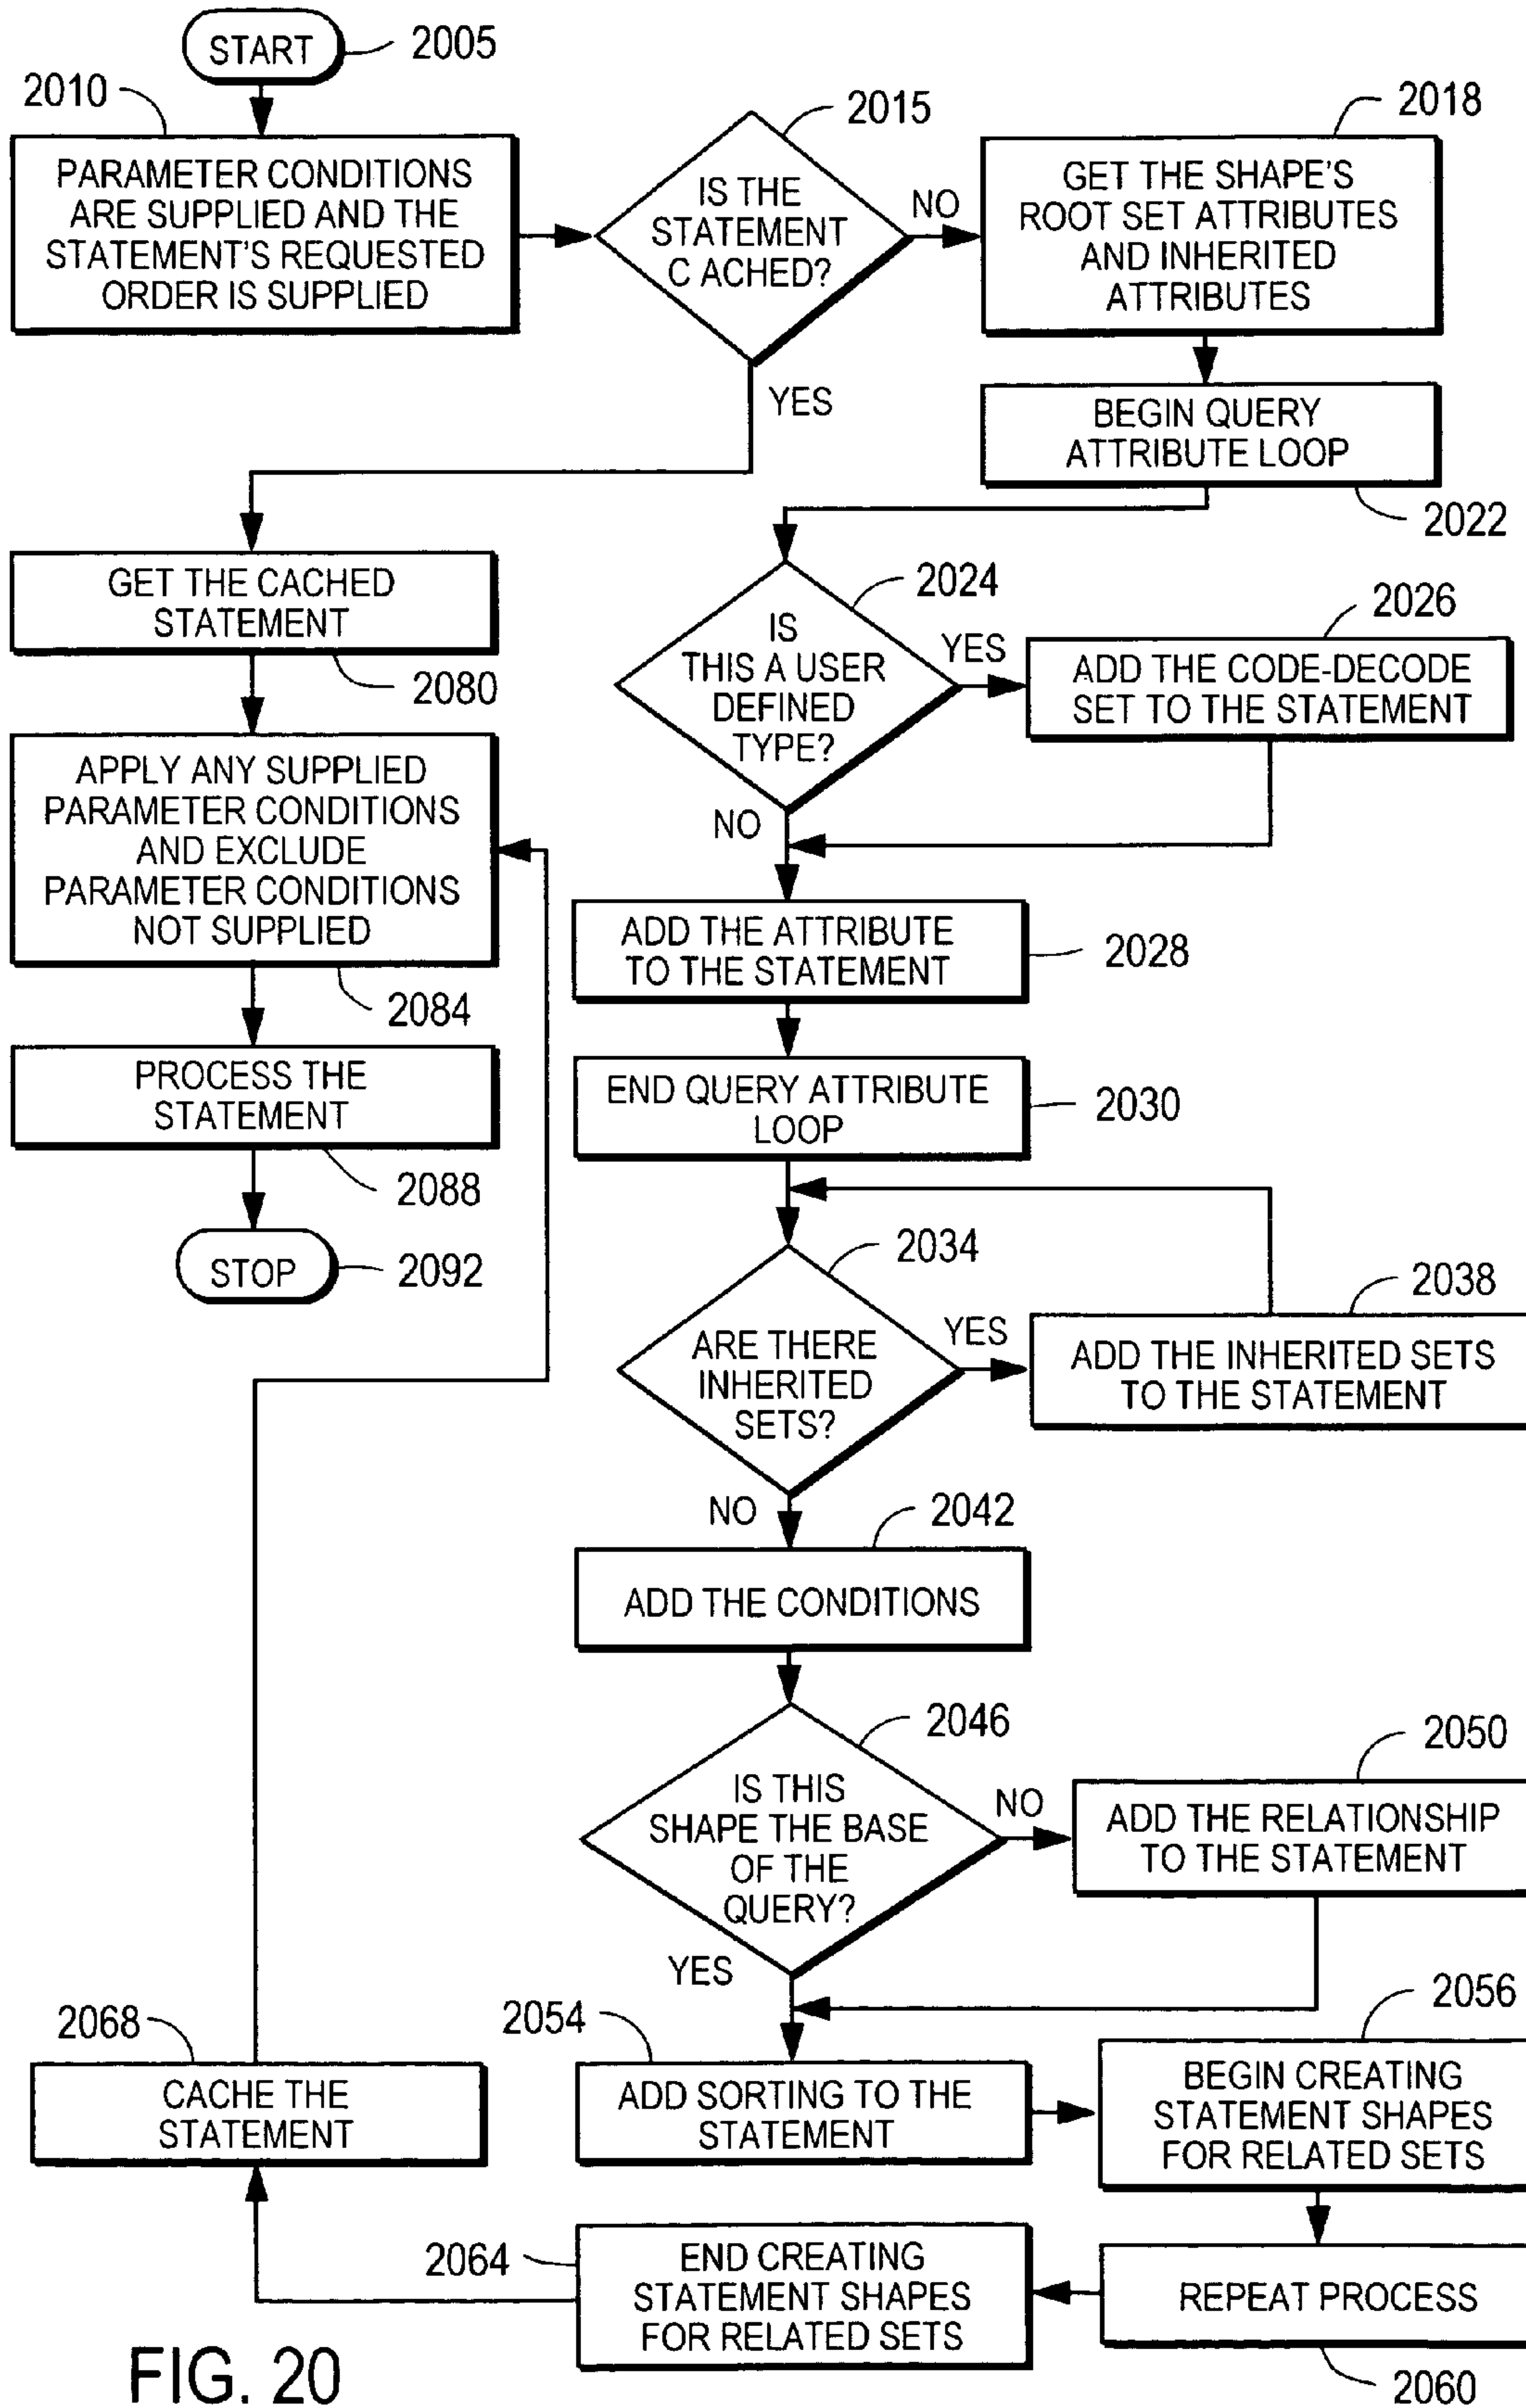 START
2005
2010
PARAMETER CONDITIONS
ARE SUPPLIED AND THE
STATEMENT'S REQUESTED
ORDER IS SUPPLIED
2015
IS THE
STATEMENT
C ACHED?
NO
YES
2018
GET THE SHAPE'S
ROOT SET ATTRIBUTES
AND INHERITED
ATTRIBUTES
BEGIN QUERY
ATTRIBUTE LOOP
2022
GET THE CACHED
STATEMENT
2080
APPLY ANY SUPPLIED
PARAMETER CONDITIONS
AND EXCLUDE
PARAMETER CONDITIONS
NOT SUPPLIED
2084
PROCESS THE
STATEMENT
2088
STOP
2092
2024
IS
THIS A USER
DEFINED
TYPE?
YES
NO
2026
ADD THE CODE-DECODE
SET TO THE STATEMENT
ADD THE ATTRIBUTE
TO THE STATEMENT
2028
END QUERY ATTRIBUTE
LOOP
2030
2034
ARE THERE
INHERITED
SETS?
YES
NO
2038
ADD THE INHERITED SETS
TO THE STATEMENT
2042
ADD THE CONDITIONS
2046
IS THIS
SHAPE THE BASE
OF THE
QUERY?
NO
YES
2050
ADD THE RELATIONSHIP
TO THE STATEMENT
2054
ADD SORTING TO THE
STATEMENT
2056
BEGIN CREATING
STATEMENT SHAPES
FOR RELATED SETS
REPEAT PROCESS
2060
2064
END CREATING
STATEMENT SHAPES
FOR RELATED SETS
2068
CACHE THE
STATEMENT
FIG. 20